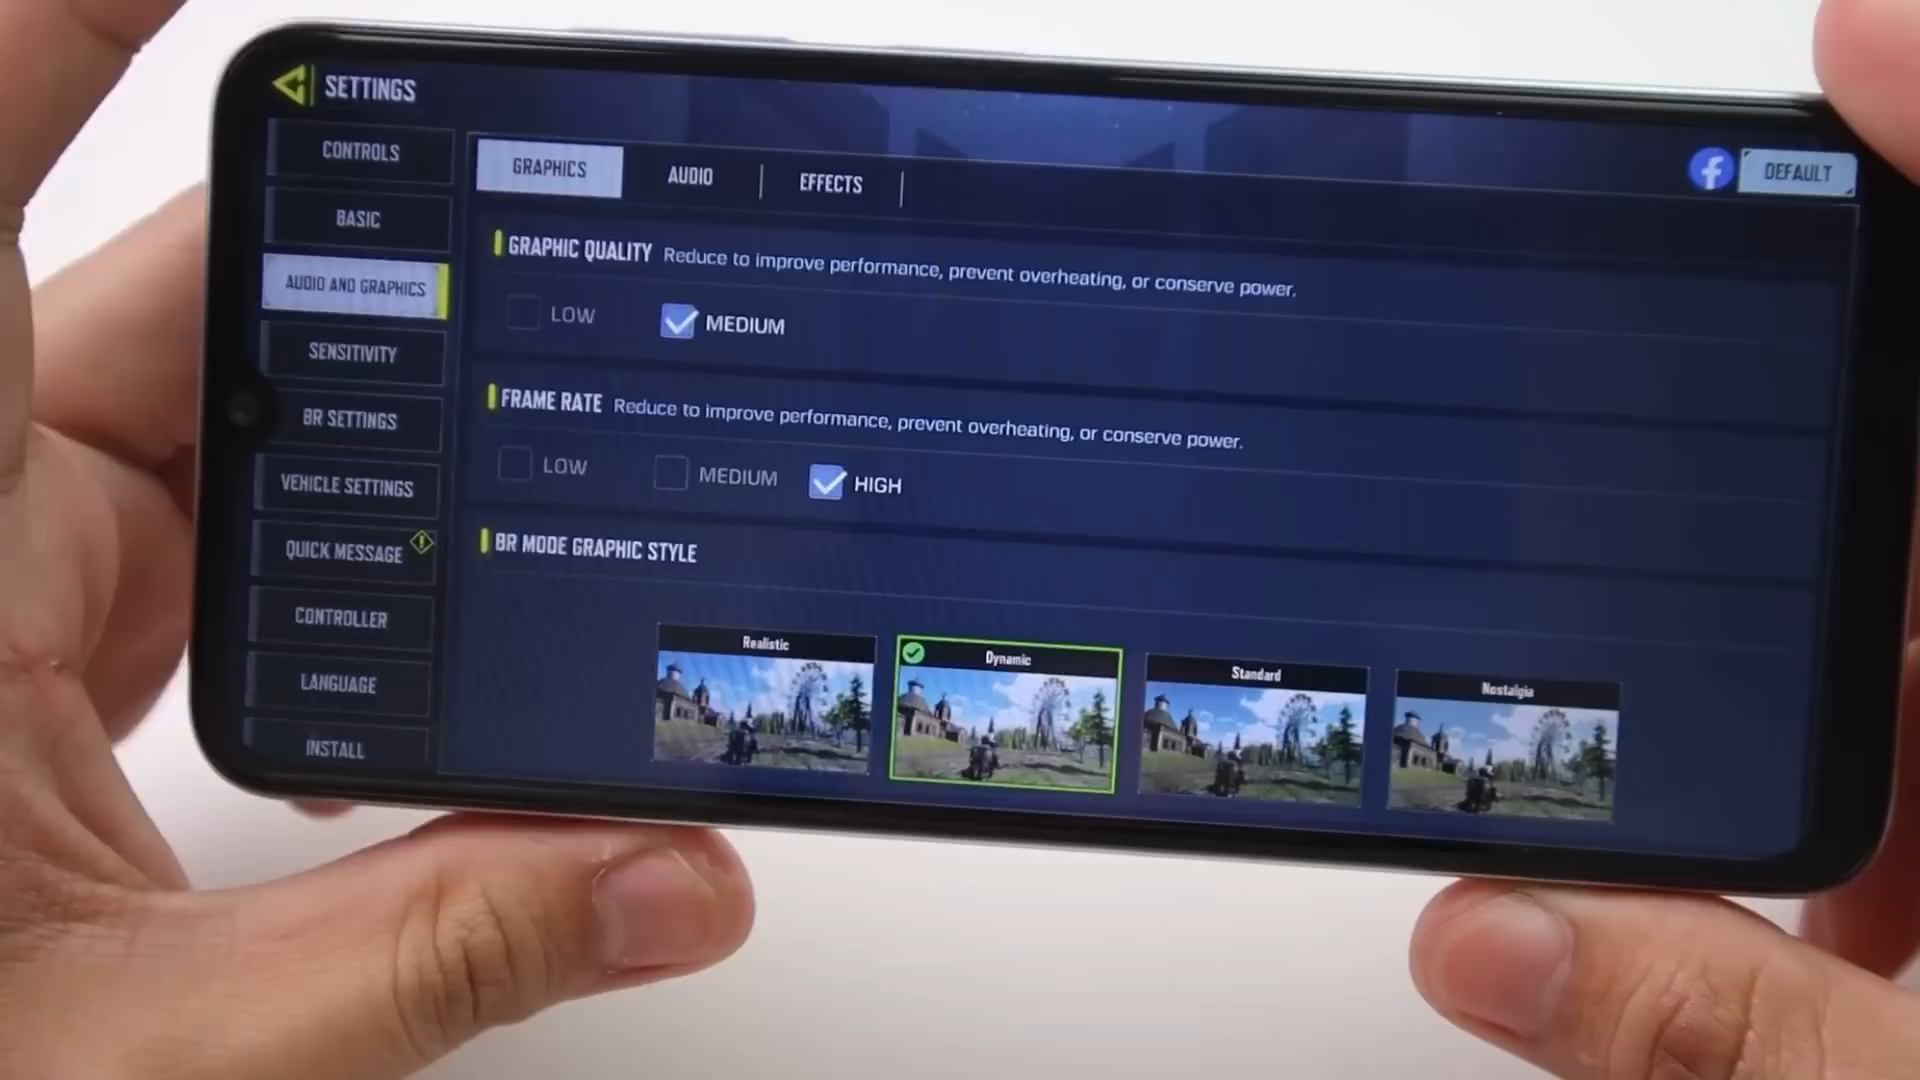 SETTINGS
CONTROLS
BASIC
AUDIO AND GRAPHICS
SENSITIVITY
BR SETTINGS
VEHICLE SETTINGS
QUICK MESSAGE
CONTROLLER
LANGUAGE
INSTALL
GRAPHICS AUDIO EFFECTS
DEFAULT
GRAPHIC QUALITY Reduce to improve performance, prevent overheating, or conserve power.
LOW MEDIUM
FRAME RATE Reduce to improve performance, prevent overheating, or conserve power.
LOW MEDIUM HIGH
BR MODE GRAPHIC STYLE
Realistic Dynamic Standard Nostalgia